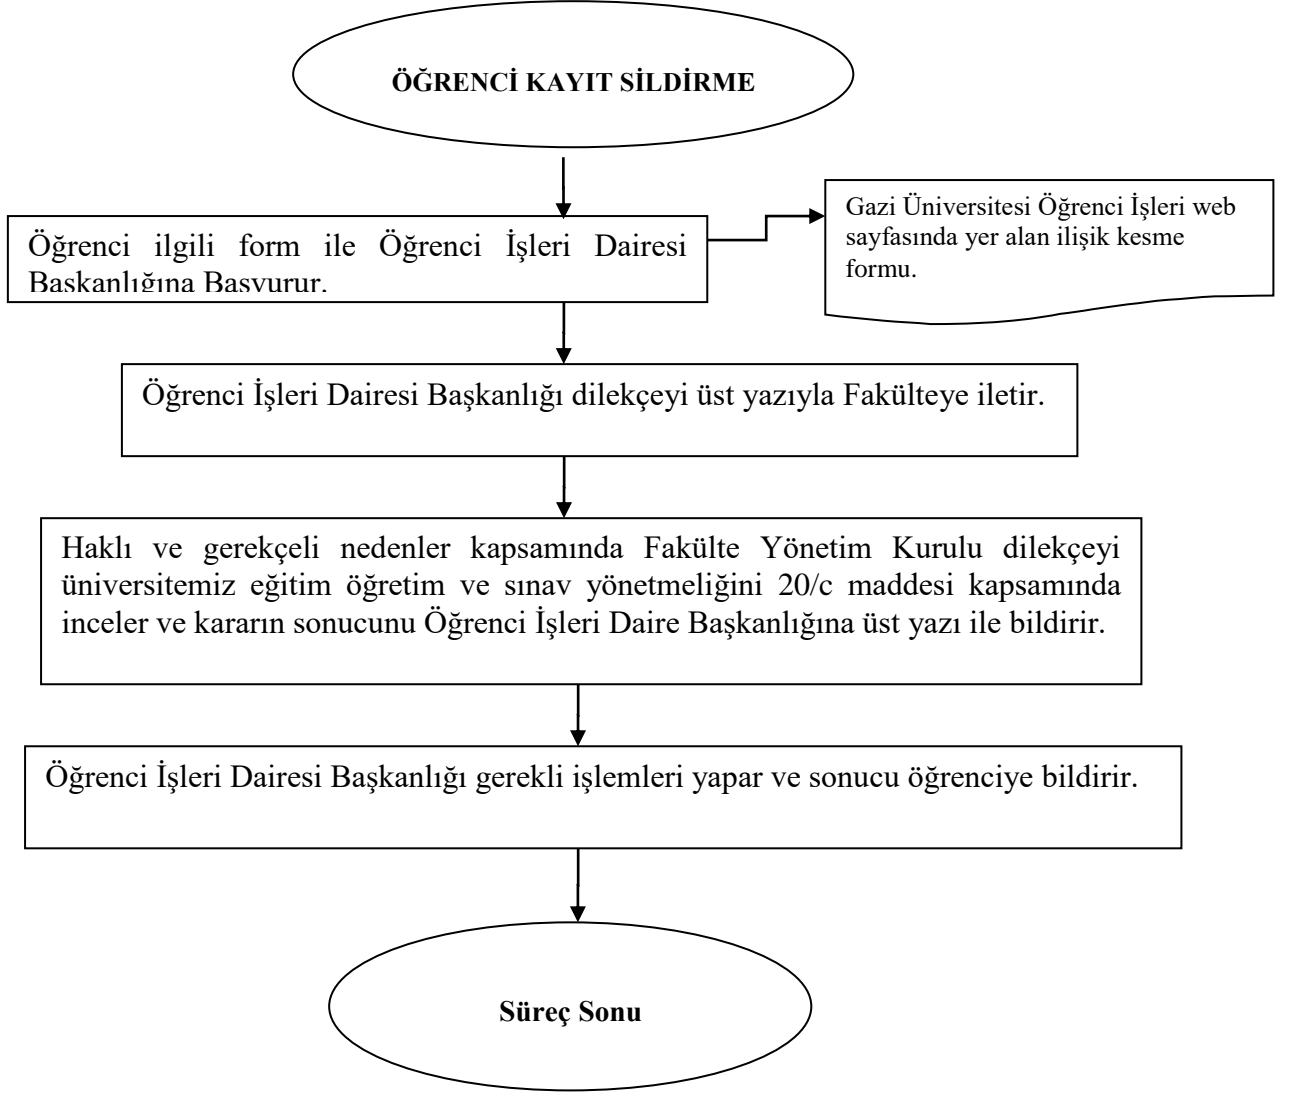 ÖĞRENCİ KAYIT SİLDİRME
Öğrenci ilgili form ile Öğrenci İşleri Dairesi
Başkanlığına Başvurur.
Gazi Üniversitesi Öğrenci İşleri web
sayfasında yer alan ilişik kesme
formu.
Öğrenci İşleri Dairesi Başkanlığı dilekçeyi üst yazıyla Fakülteye iletir.
Haklı ve gerekçeli nedenler kapsamında Fakülte Yönetim Kurulu dilekçeyi
üniversitemiz eğitim öğretim ve sınav yönetmeliğini 20/c maddesi kapsamında
inceler ve kararın sonucunu Öğrenci İşleri Daire Başkanlığına üst yazı ile bildirir.
Öğrenci İşleri Dairesi Başkanlığı gerekli işlemleri yapar ve sonucu öğrenciye bildirir.
Süreç Sonu